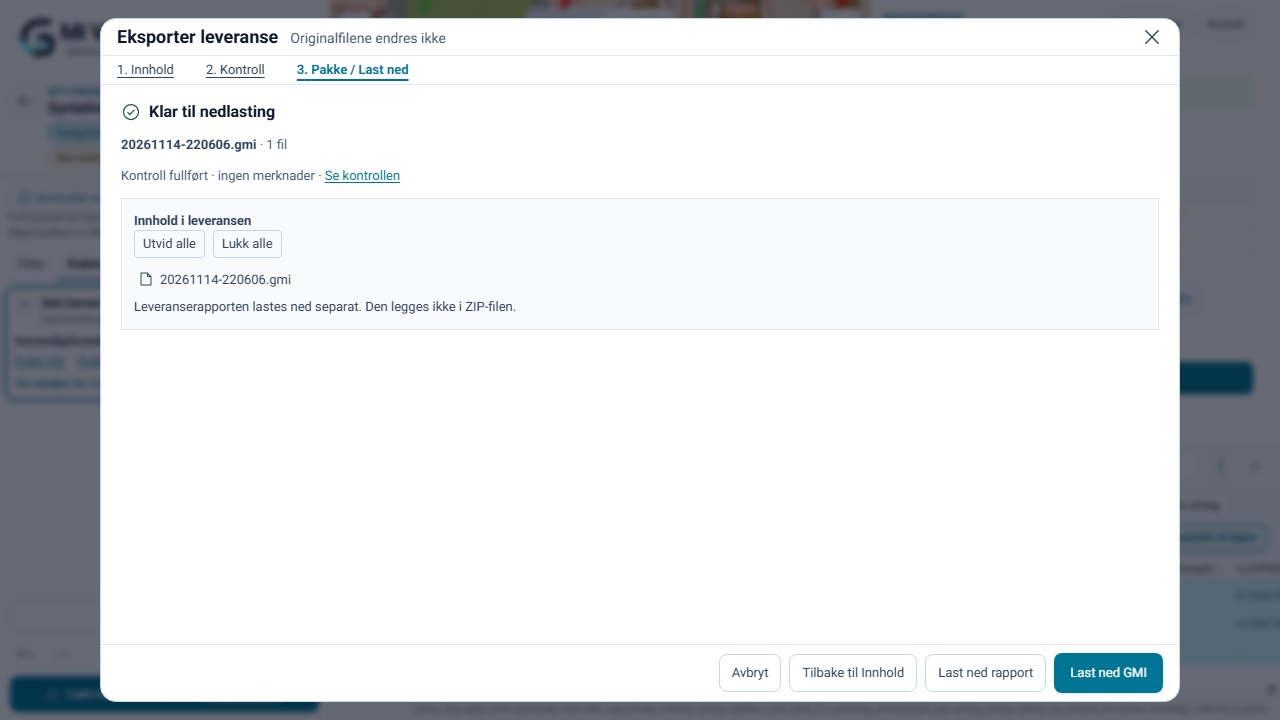 Eksporter leveranse Originalfilene endres ikke
1. Innhold 2. Kontroll 3. Pakke / Last ned
Klar til nedlasting
20261114-220606.gmi · 1 fil
Kontroll fullført · ingen merknader · Se kontrollen
Innhold i leveransen
Utvid alle Lukk alle
20261114-220606.gmi
Leveranserapporten lastes ned separat. Den legges ikke i ZIP-filen.
Avbryt Tilbake til Innhold Last ned rapport Last ned GMI